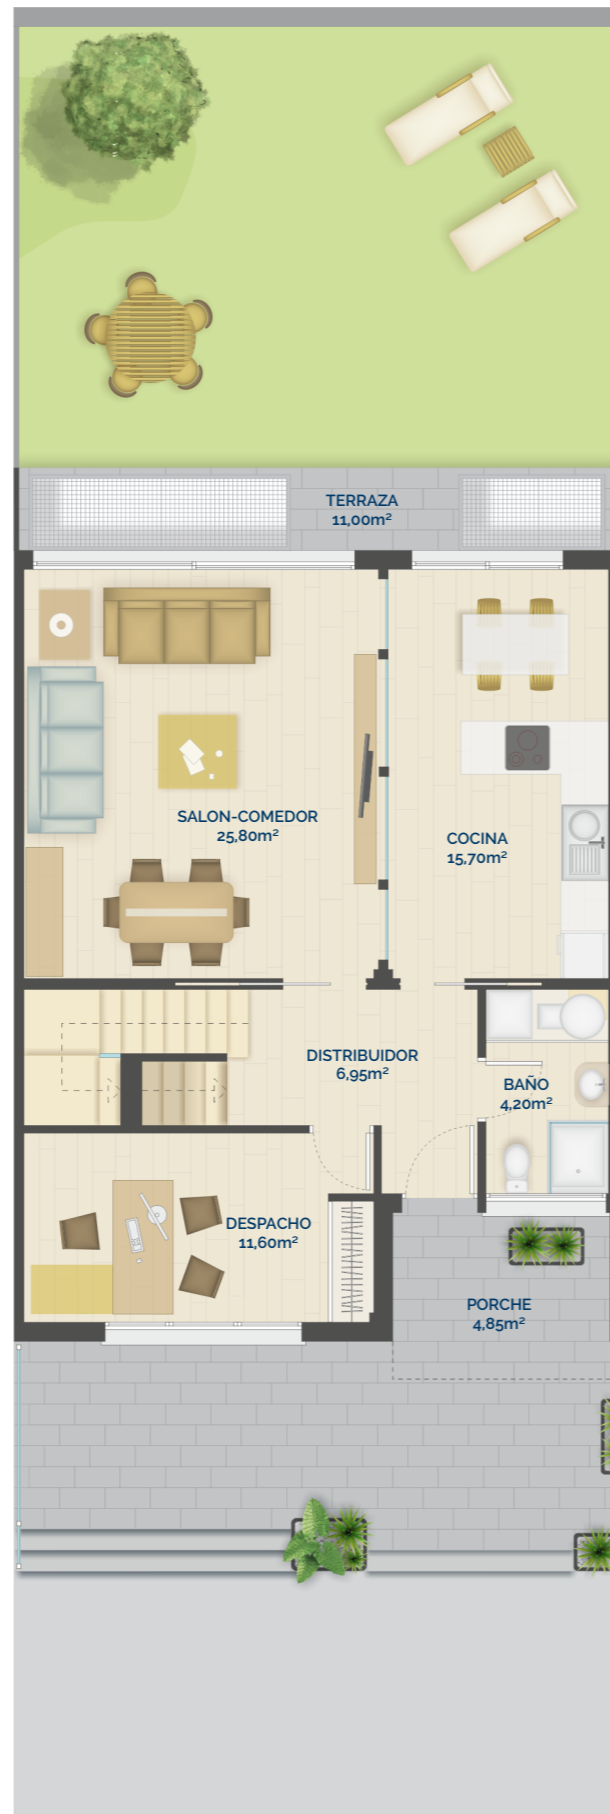 TERRAZA
11,00m²
SALON-COMEDOR
25,80m²
COCINA
15,70m²
DISTRIBUIDOR
6,95m²
BAÑO
4,20m²
DESPACHO
11,60m²
PORCHE
4,85m²